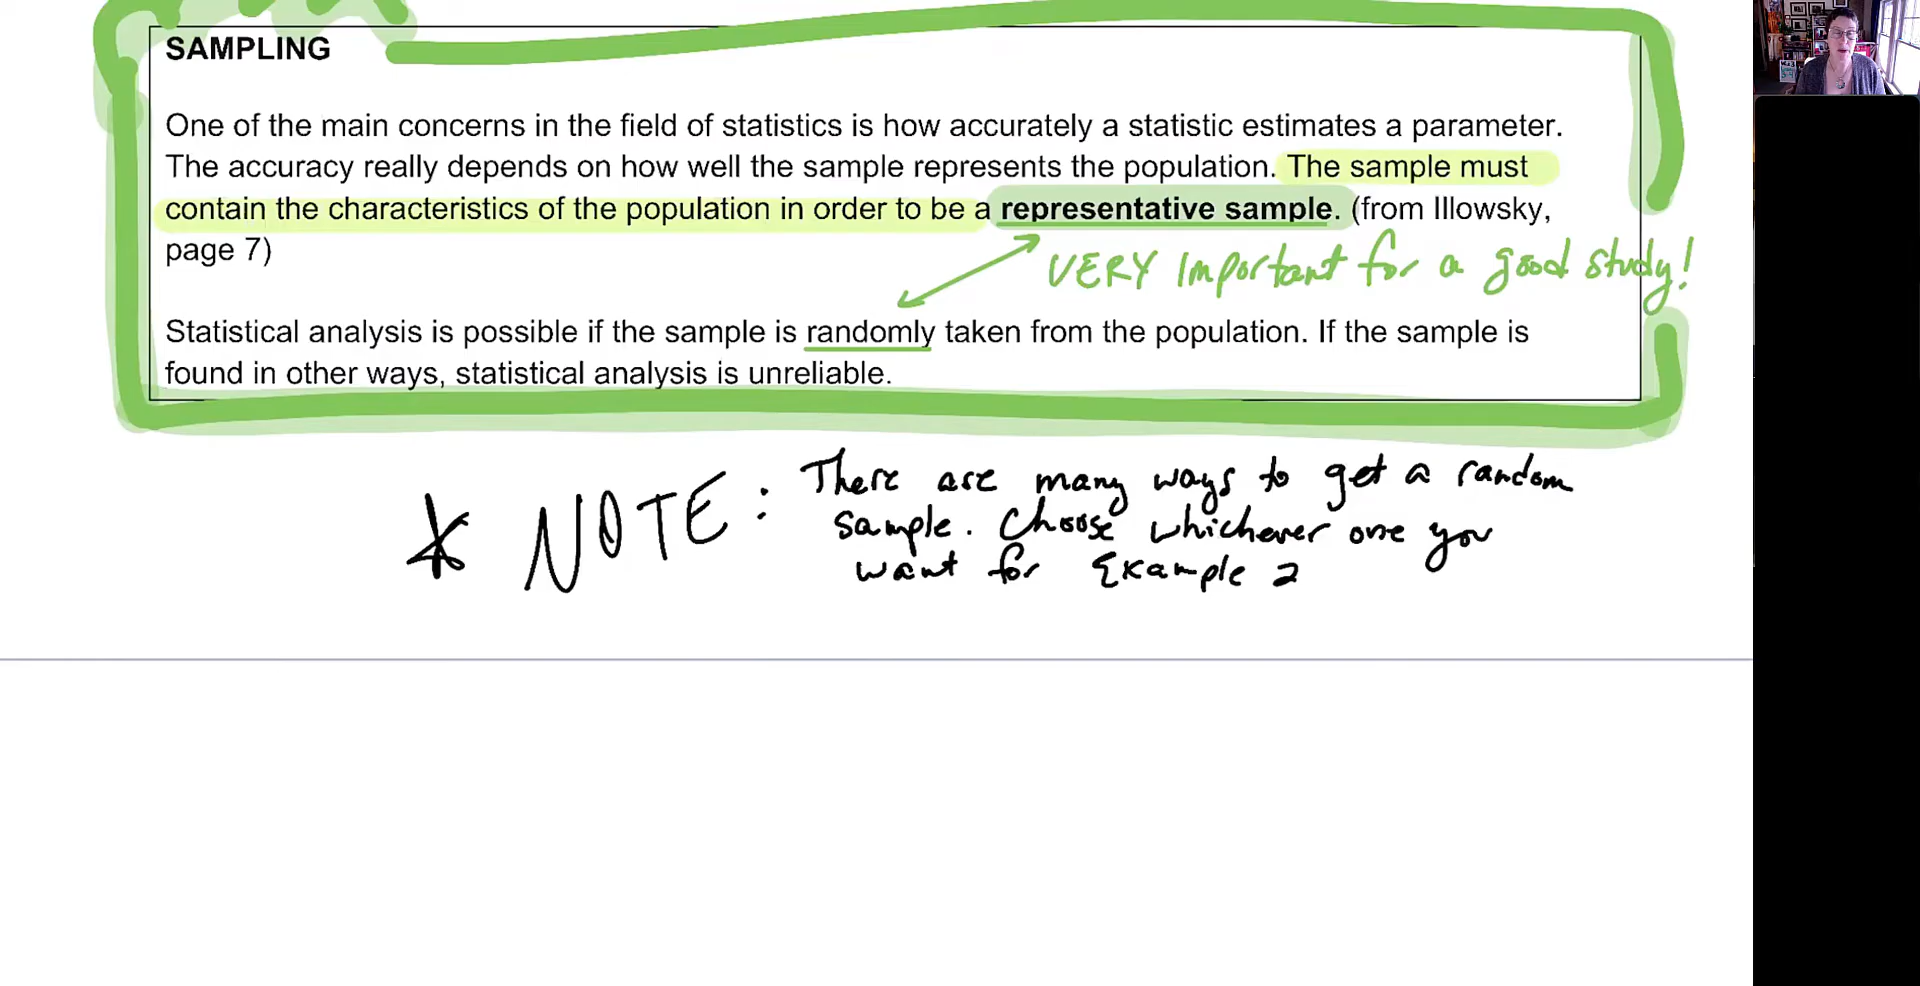 SAMPLING
One of the main concerns in the field of statistics is how accurately a statistic estimates a parameter.
The accuracy really depends on how well the sample represents the population. The sample must
contain the characteristics of the population in order to be a representative sample. (from Illowsky,
page 7)
VERY Important for a good study!
Statistical analysis is possible if the sample is randomly taken from the population. If the sample is
found in other ways, statistical analysis is unreliable.
* NOTE: There are many ways to get a random
sample. Choose whichever one you
want for Example 2